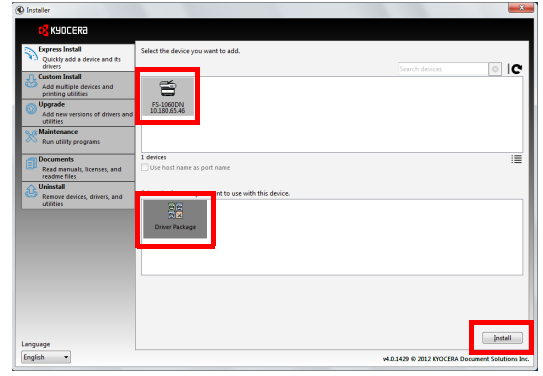 Installer
KYOCERA
Express Install
Quickly add a device and its
drivers
Custom Install
Add multiple devices and
printing utilities
Upgrade
Add new versions of drivers and
utilities
Maintenance
Run utility programs
Documents
Read manuals, licenses, and
readme files
Uninstall
Remove devices, drivers, and
utilities
Select the device you want to add.
Search devices
FS-1060DN
10.180.65.46
1 devices
Use host name as port name
nt to use with this device.
Driver Package
Install
Language
English
v4.0.1429 © 2012 KYOCERA Document Solutions Inc.